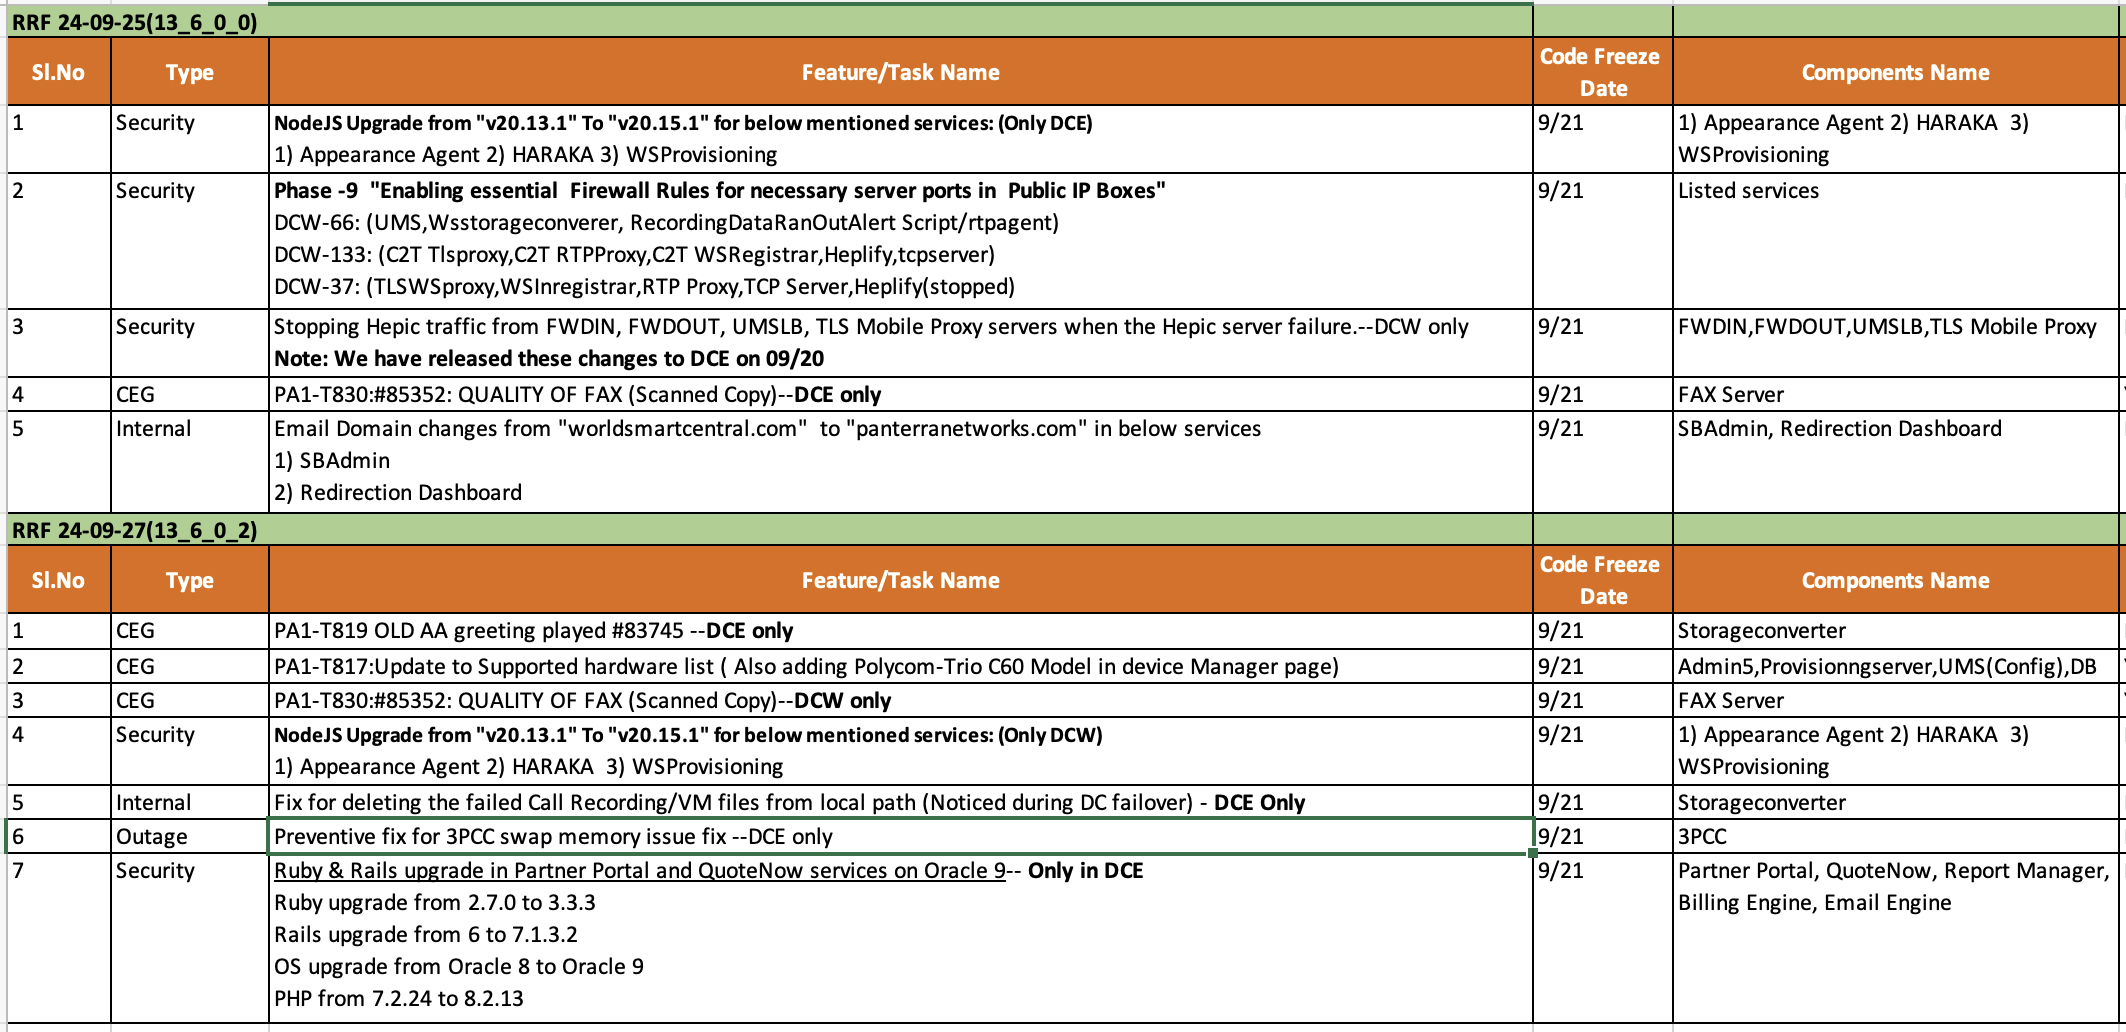 RRF 24-09-25(13_6_0_0)
Sl.No Type Feature/Task Name Code Freeze Date Components Name
1 Security NodeJS Upgrade from "v20.13.1" To "v20.15.1" for below mentioned services: (Only DCE) 9/21 1) Appearance Agent 2) HARAKA 3)
1) Appearance Agent 2) HARAKA 3) WSProvisioning WSProvisioning
2 Security Phase -9 "Enabling essential Firewall Rules for necessary server ports in Public IP Boxes" 9/21 Listed services
DCW-66: (UMS,Wsstorageconverer, RecordingDataRanOutAlert Script/rtpagent)
DCW-133: (C2T Tlsproxy,C2T RTPProxy,C2T WSRegistrar,Heplify,tcpserver)
DCW-37: (TLSWSproxy,WSInregistrar,RTP Proxy,TCP Server,Heplify(stopped)
3 Security Stopping Hepic traffic from FWDIN, FWDOUT, UMSLB, TLS Mobile Proxy servers when the Hepic server failure.--DCW only 9/21 FWDIN,FWDOUT,UMSLB,TLS Mobile Proxy
Note: We have released these changes to DCE on 09/20
4 CEG PA1-T830:#85352: QUALITY OF FAX (Scanned Copy)--DCE only 9/21 FAX Server
5 Internal Email Domain changes from "worldsmartcentral.com" to "panterranetworks.com" in below services 9/21 SBAdmin, Redirection Dashboard
1) SBAdmin
2) Redirection Dashboard
RRF 24-09-27(13_6_0_2)
Sl.No Type Feature/Task Name Code Freeze Date Components Name
1 CEG PA1-T819 OLD AA greeting played #83745 --DCE only 9/21 Storageconverter
2 CEG PA1-T817:Update to Supported hardware list ( Also adding Polycom-Trio C60 Model in device Manager page) 9/21 Admin5,Provisionngserver,UMS(Config),DB
3 CEG PA1-T830:#85352: QUALITY OF FAX (Scanned Copy)--DCW only 9/21 FAX Server
4 Security NodeJS Upgrade from "v20.13.1" To "v20.15.1" for below mentioned services: (Only DCW) 9/21 1) Appearance Agent 2) HARAKA 3)
1) Appearance Agent 2) HARAKA 3) WSProvisioning WSProvisioning
5 Internal Fix for deleting the failed Call Recording/VM files from local path (Noticed during DC failover) - DCE Only 9/21 Storageconverter
6 Outage Preventive fix for 3PCC swap memory issue fix --DCE only 9/21 3PCC
7 Security Ruby & Rails upgrade in Partner Portal and QuoteNow services on Oracle 9-- Only in DCE 9/21 Partner Portal, QuoteNow, Report Manager,
Ruby upgrade from 2.7.0 to 3.3.3 Billing Engine, Email Engine
Rails upgrade from 6 to 7.1.3.2
OS upgrade from Oracle 8 to Oracle 9
PHP from 7.2.24 to 8.2.13